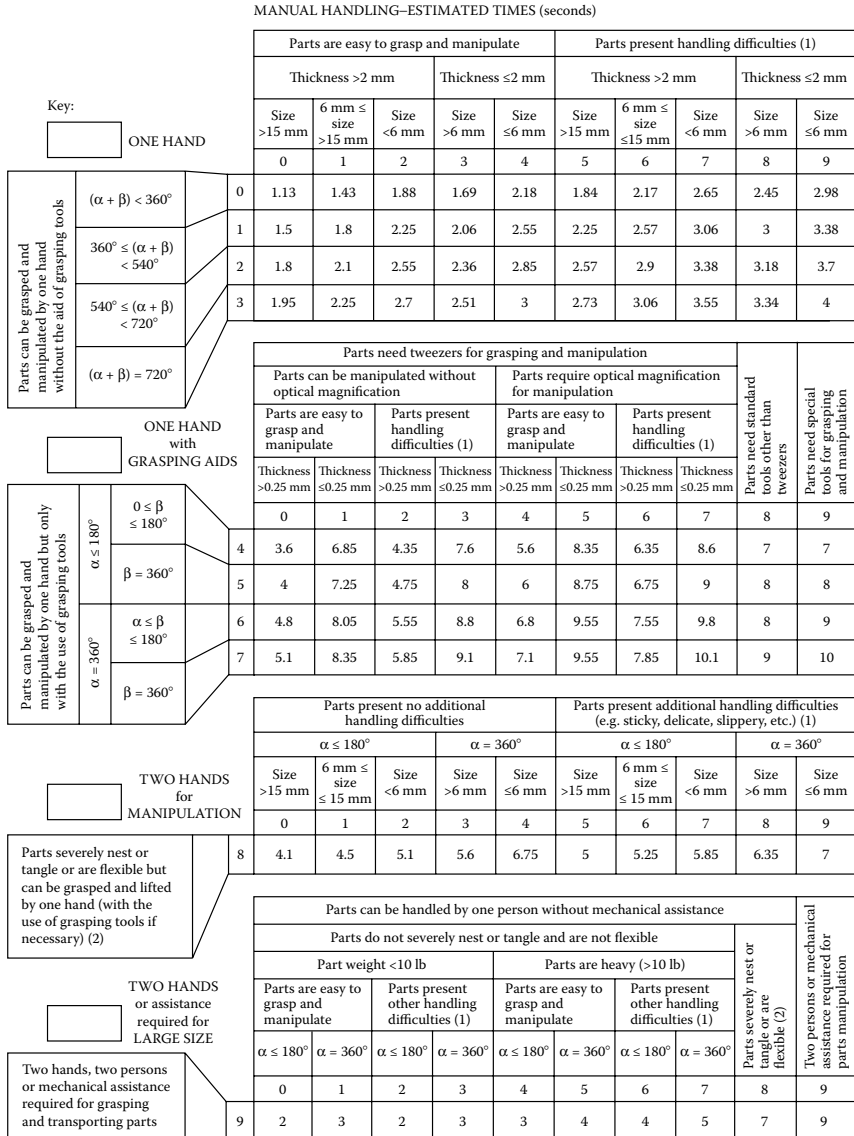 MANUAL HANDLING–ESTIMATED TIMES (seconds)
Parts are easy to grasp and manipulate
Parts present handling difficulties (1)
Thickness >2 mm
Thickness ≤2 mm
Thickness >2 mm
Thickness ≤2 mm
Key:
ONE HAND
Size
>15 mm
6 mm ≤
size
>15 mm
Size
<6 mm
Size
>6 mm
Size
≤6 mm
Size
>15 mm
6 mm ≤
size
≤15 mm
Size
<6 mm
Size
>6 mm
Size
≤6 mm
0 1 2 3 4 5 6 7 8 9
Parts can be grasped and
manipulated by one hand
without the aid of grasping tools
(α + β) < 360°
360° ≤ (α + β)
< 540°
540° ≤ (α + β)
< 720°
(α + β) = 720°
0 1.13 1.43 1.88 1.69 2.18 1.84 2.17 2.65 2.45 2.98
1 1.5 1.8 2.25 2.06 2.55 2.25 2.57 3.06 3 3.38
2 1.8 2.1 2.55 2.36 2.85 2.57 2.9 3.38 3.18 3.7
3 1.95 2.25 2.7 2.51 3 2.73 3.06 3.55 3.34 4
Parts need tweezers for grasping and manipulation
Parts can be manipulated without
optical magnification
Parts require optical magnification
for manipulation
Parts are easy to
grasp and
manipulate
Parts present
handling
difficulties (1)
Parts are easy to
grasp and
manipulate
Parts present
handling
difficulties (1)
Parts need standard
tools other than
tweezers
Parts need special
tools for grasping
and manipulation
ONE HAND
with
GRASPING AIDS
Thickness
>0.25 mm
Thickness
≤0.25 mm
Thickness
>0.25 mm
Thickness
≤0.25 mm
Thickness
>0.25 mm
Thickness
≤0.25 mm
Thickness
>0.25 mm
Thickness
≤0.25 mm
0 1 2 3 4 5 6 7 8 9
Parts can be grasped and
manipulated by one hand but only
with the use of grasping tools
α ≤ 180°
0 ≤ β
≤ 180°
β = 360°
α = 360°
α ≤ β
≤ 180°
β = 360°
4 3.6 6.85 4.35 7.6 5.6 8.35 6.35 8.6 7 7
5 4 7.25 4.75 8 6 8.75 6.75 9 8 8
6 4.8 8.05 5.55 8.8 6.8 9.55 7.55 9.8 8 9
7 5.1 8.35 5.85 9.1 7.1 9.55 7.85 10.1 9 10
Parts present no additional
handling difficulties
Parts present additional handling difficulties
(e.g. sticky, delicate, slippery, etc.) (1)
α ≤ 180°
α = 360°
α ≤ 180°
α = 360°
TWO HANDS
for
MANIPULATION
Size
>15 mm
6 mm ≤
size
≤ 15 mm
Size
<6 mm
Size
>6 mm
Size
≤6 mm
Size
>15 mm
6 mm ≤
size
≤ 15 mm
Size
<6 mm
Size
>6 mm
Size
≤6 mm
0 1 2 3 4 5 6 7 8 9
Parts severely nest or
tangle or are flexible but
can be grasped and lifted
by one hand (with the
use of grasping tools if
necessary) (2)
8 4.1 4.5 5.1 5.6 6.75 5 5.25 5.85 6.35 7
Parts can be handled by one person without mechanical assistance
Parts do not severely nest or tangle and are not flexible
Part weight <10 lb
Parts are heavy (>10 lb)
Parts are easy to
grasp and
manipulate
Parts present
other handling
difficulties (1)
Parts are easy to
grasp and
manipulate
Parts present
other handling
difficulties (1)
Parts severely nest or
tangle or are
flexible (2)
Two persons or mechanical
assistance required for
parts manipulation
TWO HANDS
or assistance
required for
LARGE SIZE
α ≤ 180° α = 360° α ≤ 180° α = 360° α ≤ 180° α = 360° α ≤ 180° α = 360°
0 1 2 3 4 5 6 7 8 9
Two hands, two persons
or mechanical assistance
required for grasping
and transporting parts
9 2 3 2 3 3 4 4 5 7 9